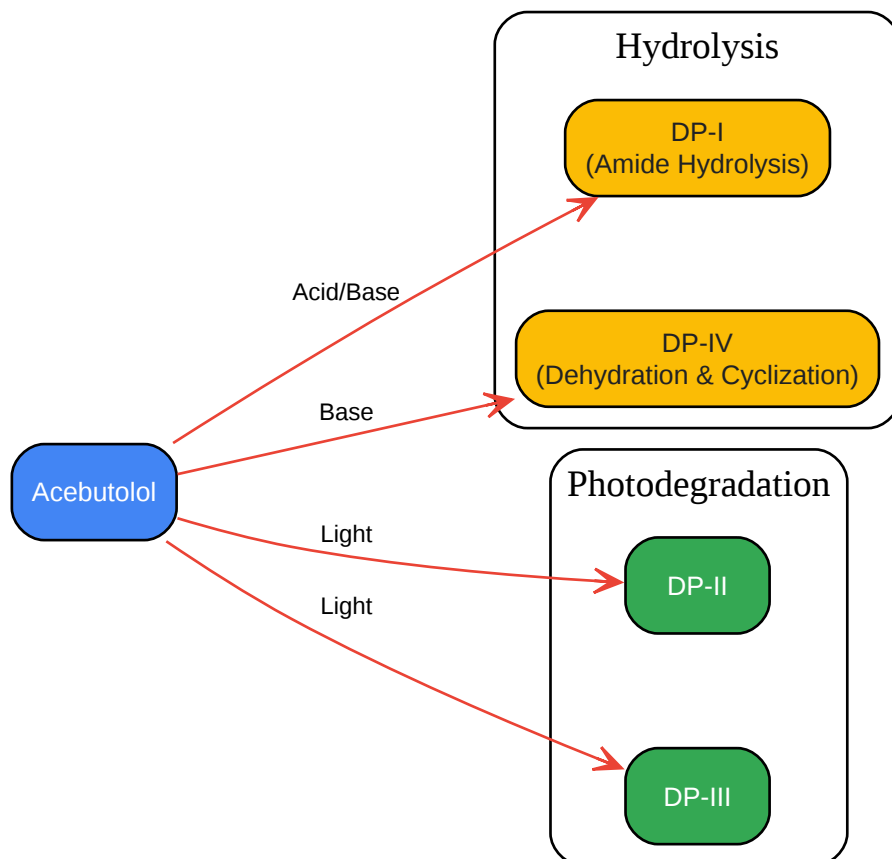 Hydrolysis
DP-I
(Amide Hydrolysis)
Acid/Base
DP-IV
(Dehydration & Cyclization)
Base
Acebutolol
Photodegradation
Light
DP-II
Light
DP-III